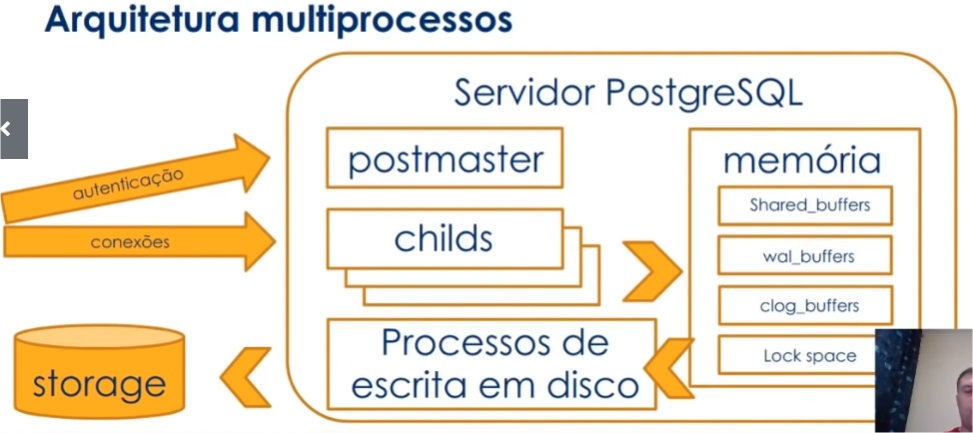 Arquitetura multiprocessos
Servidor PostgreSQL
autenticação
conexões
postmaster
childs
memória
Shared_buffers
wal_buffers
clog_buffers
Lock space
Processos de
escrita em disco
storage